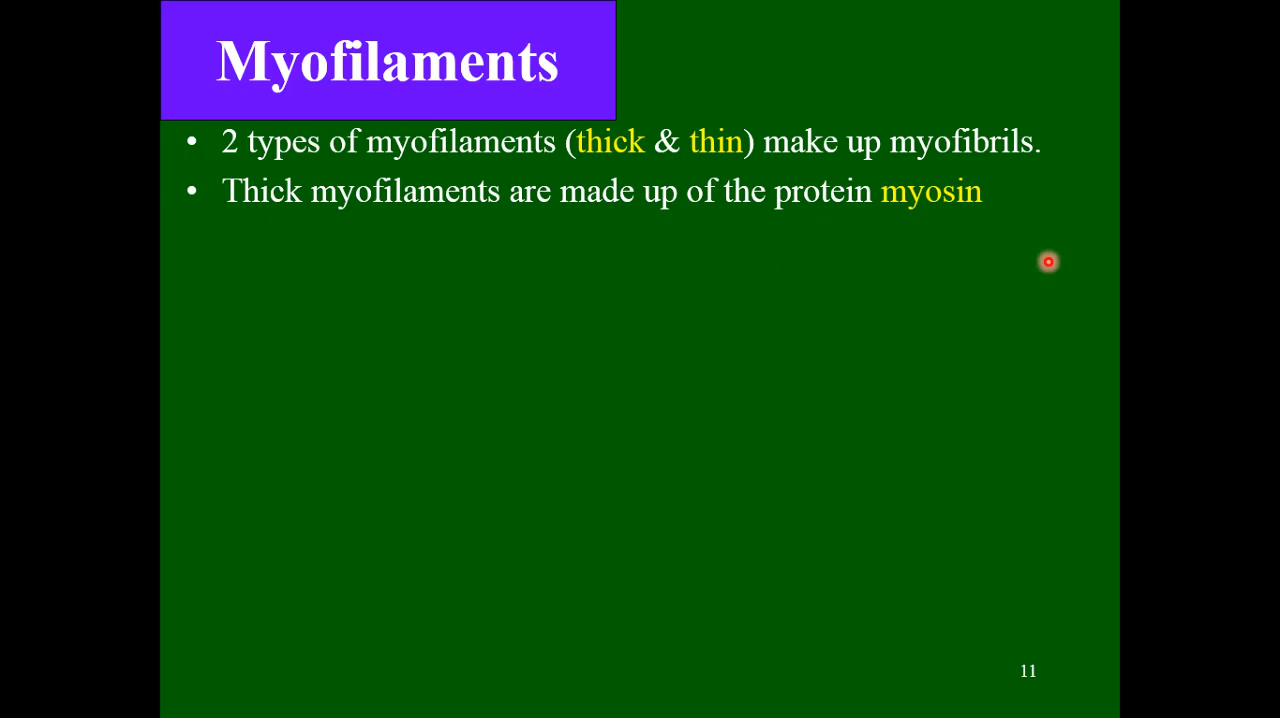 Myofilaments
• 2 types of myofilaments (thick & thin) make up myofibrils.
• Thick myofilaments are made up of the protein myosin
11